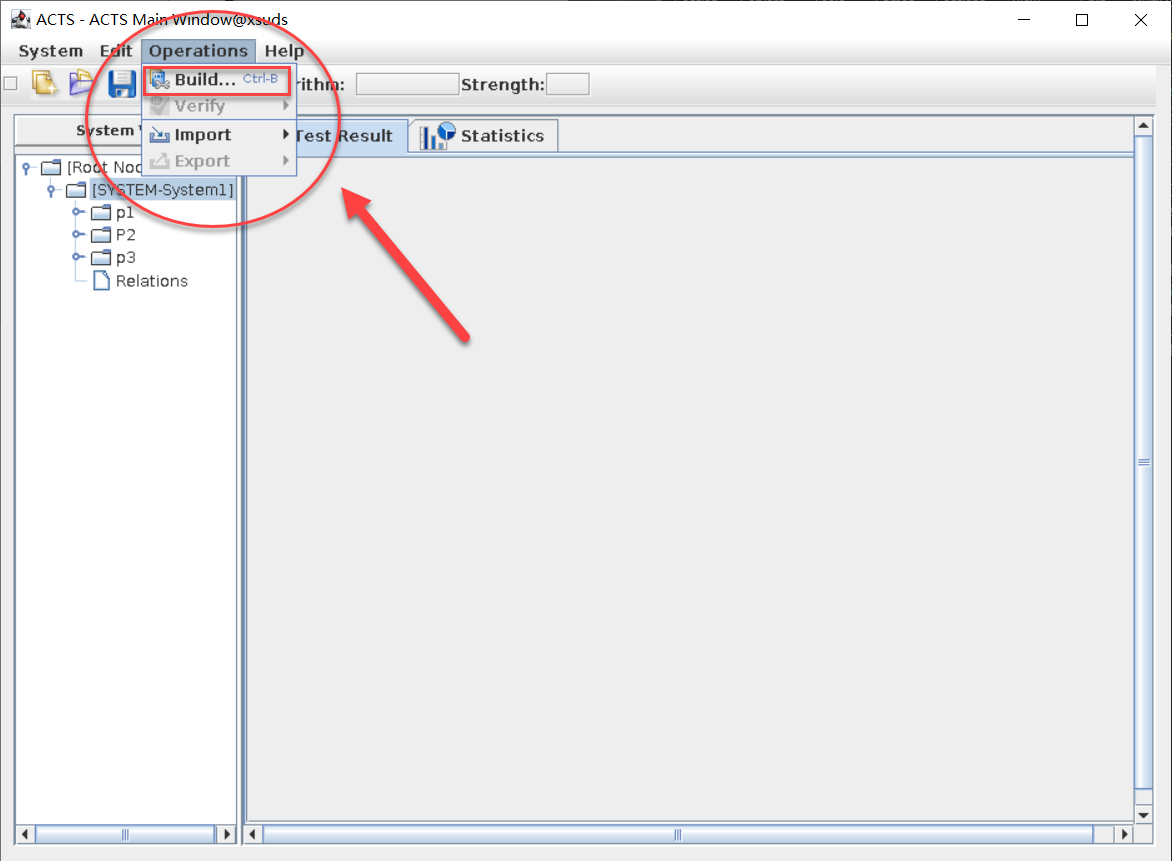 ACTS - ACTS Main Window@xsuds
System Edit Operations Help
Build... Ctrl-B
rithm:
Strength:
Verify
Import
Export
System
Test Result
Statistics
[Root Nod
[SYSTEM-System1]
p1
P2
p3
Relations